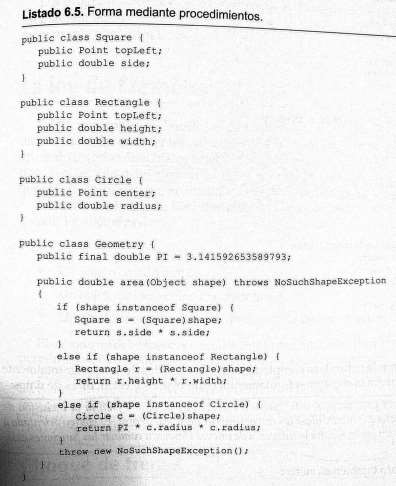 Listado 6.5. Forma mediante procedimientos.
public class Square {
public Point topLeft;
public double side;
}
public class Rectangle {
public Point topLeft;
public double height;
public double width;
}
public class Circle {
public Point center;
public double radius;
}
public class Geometry {
public final double PI = 3.141592653589793;
public double area(Object shape) throws NoSuchShapeException
{
if (shape instanceof Square) {
Square s = (Square)shape;
return s.side * s.side;
}
else if (shape instanceof Rectangle) {
Rectangle r = (Rectangle)shape;
return r.height * r.width;
}
else if (shape instanceof Circle) {
Circle c = (Circle)shape;
return PI * c.radius * c.radius;
}
throw new NoSuchShapeException();
}
}